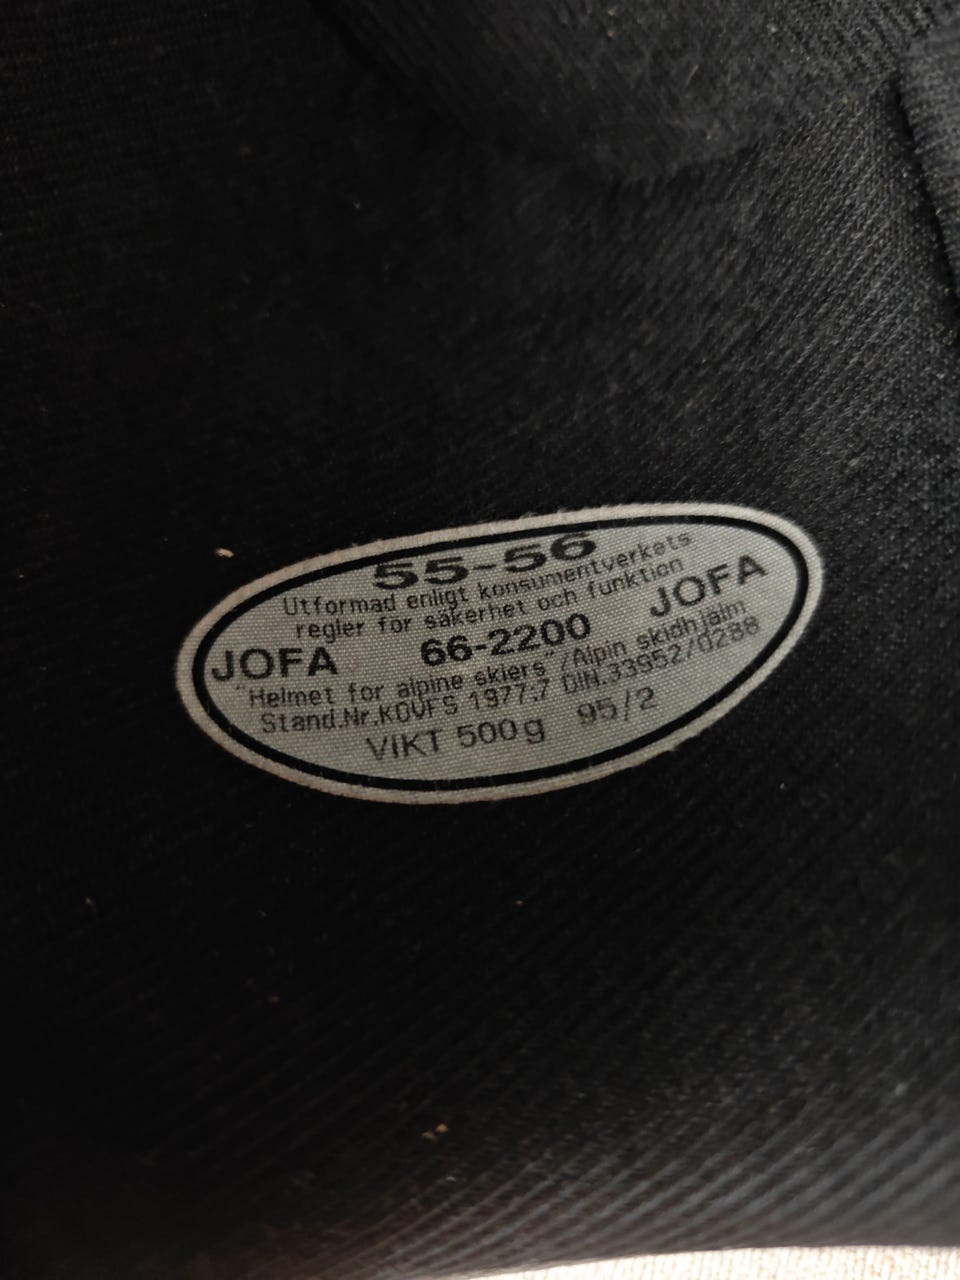 55-56
Utformad enligt konsumentverkets
regler för säkerhet och funktion
JOFA 66-2200 JOFA
"Helmet for alpine skiers"/Alpin skidhjälm
Stand.Nr.KOVFS 1977:7 DIN.33952/0288
VIKT 500g 95/2